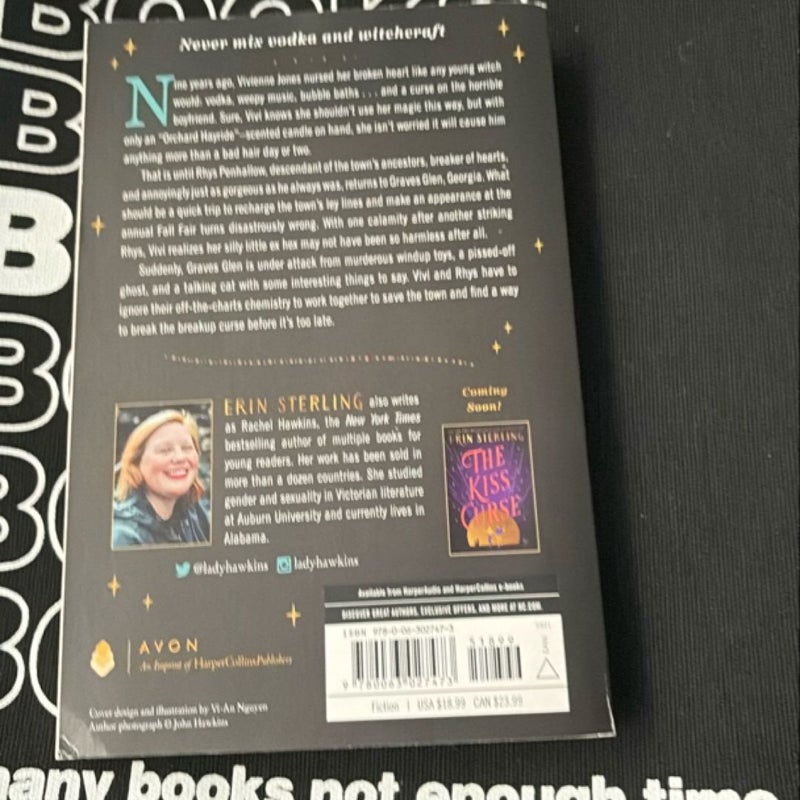 Never mix vodka and witchcraft
Nine years ago, Vivienne Jones nursed her broken heart like any young witch
would: vodka, weepy music, bubble baths . . . and a curse on the horrible
boyfriend. Sure, Vivi knows she shouldn't use her magic this way, but with
only an "Orchard Hayride"–scented candle on hand, she isn't worried it will cause him
anything more than a bad hair day or two.
That is until Rhys Penhallow, descendant of the town's ancestors, breaker of hearts,
and annoyingly just as gorgeous as he always was, returns to Graves Glen, Georgia. What
should be a quick trip to recharge the town's ley lines and make an appearance at the
annual Fall Fair turns disastrously wrong. With one calamity after another striking
Rhys, Vivi realizes her silly little ex hex may not have been so harmless after all.
Suddenly, Graves Glen is under attack from murderous windup toys, a pissed-off
ghost, and a talking cat with some interesting things to say. Vivi and Rhys have to
ignore their off-the-charts chemistry to work together to save the town and find a way
to break the breakup curse before it's too late.
ERIN STERLING also writes
as Rachel Hawkins, the New York Times
bestselling author of multiple books for
young readers. Her work has been sold in
more than a dozen countries. She studied
gender and sexuality in Victorian literature
at Auburn University and currently lives in
Alabama.
@ladyhawkins ladyhawkins
Coming
Soon!
ERIN STERLING
THE
KISS
CURSE
Available from HarperAudio and HarperCollins e-books
DISCOVER GREAT AUTHORS, EXCLUSIVE OFFERS, AND MORE AT HC.COM.
ISBN 978-0-06-302747-3
51899
9 780063 027473
Fiction | USA $18.99 CAN $23.99
AVON
An Imprint of HarperCollinsPublishers
Cover design and illustration by Vi-An Nguyen
Author photograph © John Hawkins
many books not enough time